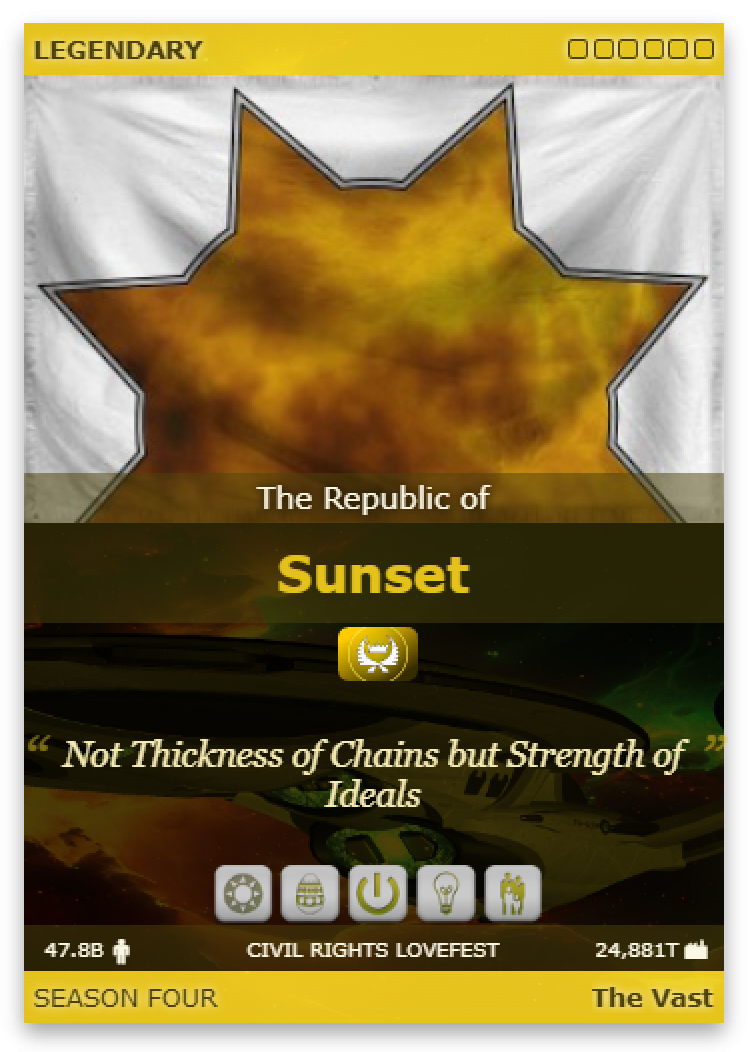 LEGENDARY
The Republic of
Sunset
“ Not Thickness of Chains but Strength of ”
Ideals
47.8B CIVIL RIGHTS LOVEFEST 24,881T
SEASON FOUR The Vast